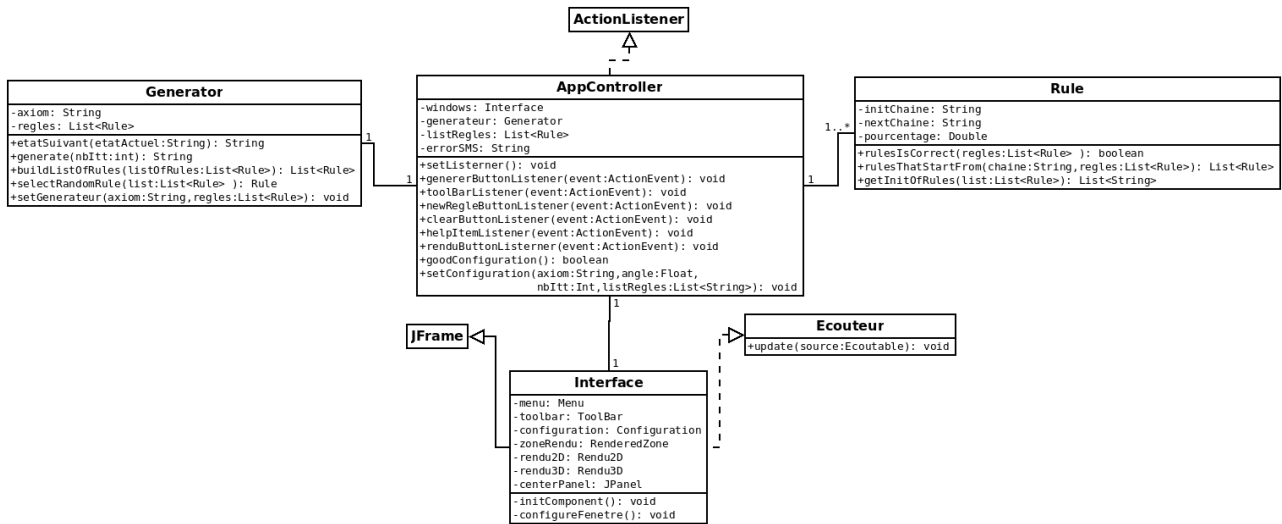 ActionListener
Generator
-axiom: String
-regles: List<Rule>
+etatSuivant(etatActuel:String): String
+generate(nbItt:int): String
+buildListOfRules(listOfRules:List<Rule>): List<Rule>
+selectRandomRule(list:List<Rule> ): Rule
+setGenerateur(axiom:String,regles:List<Rule>): void
1
1
AppController
-windows: Interface
-generateur: Generator
-listRegles: List<Rule>
-errorSMS: String
+setListerner(): void
+genererButtonListener(event:ActionEvent): void
+toolBarListener(event:ActionEvent): void
+newRegleButtonListener(event:ActionEvent): void
+clearButtonListener(event:ActionEvent): void
+helpItemListener(event:ActionEvent): void
+renduButtonListerner(event:ActionEvent): void
+goodConfiguration(): boolean
+setConfiguration(axiom:String,angle:Float,
nbItt:Int,listRegles:List<String>): void
1
1..*
Rule
-initChaine: String
-nextChaine: String
-pourcentage: Double
+rulesIsCorrect(regles:List<Rule> ): boolean
+rulesThatStartFrom(chaine:String,regles:List<Rule>): List<Rule>
+getInitOfRules(list:List<Rule>): List<String>
1
1
JFrame
Ecouteur
+update(source:Ecoutable): void
Interface
-menu: Menu
-toolbar: ToolBar
-configuration: Configuration
-zoneRendu: RenderedZone
-rendu2D: Rendu2D
-rendu3D: Rendu3D
-centerPanel: JPanel
-initComponent(): void
-configureFenetre(): void